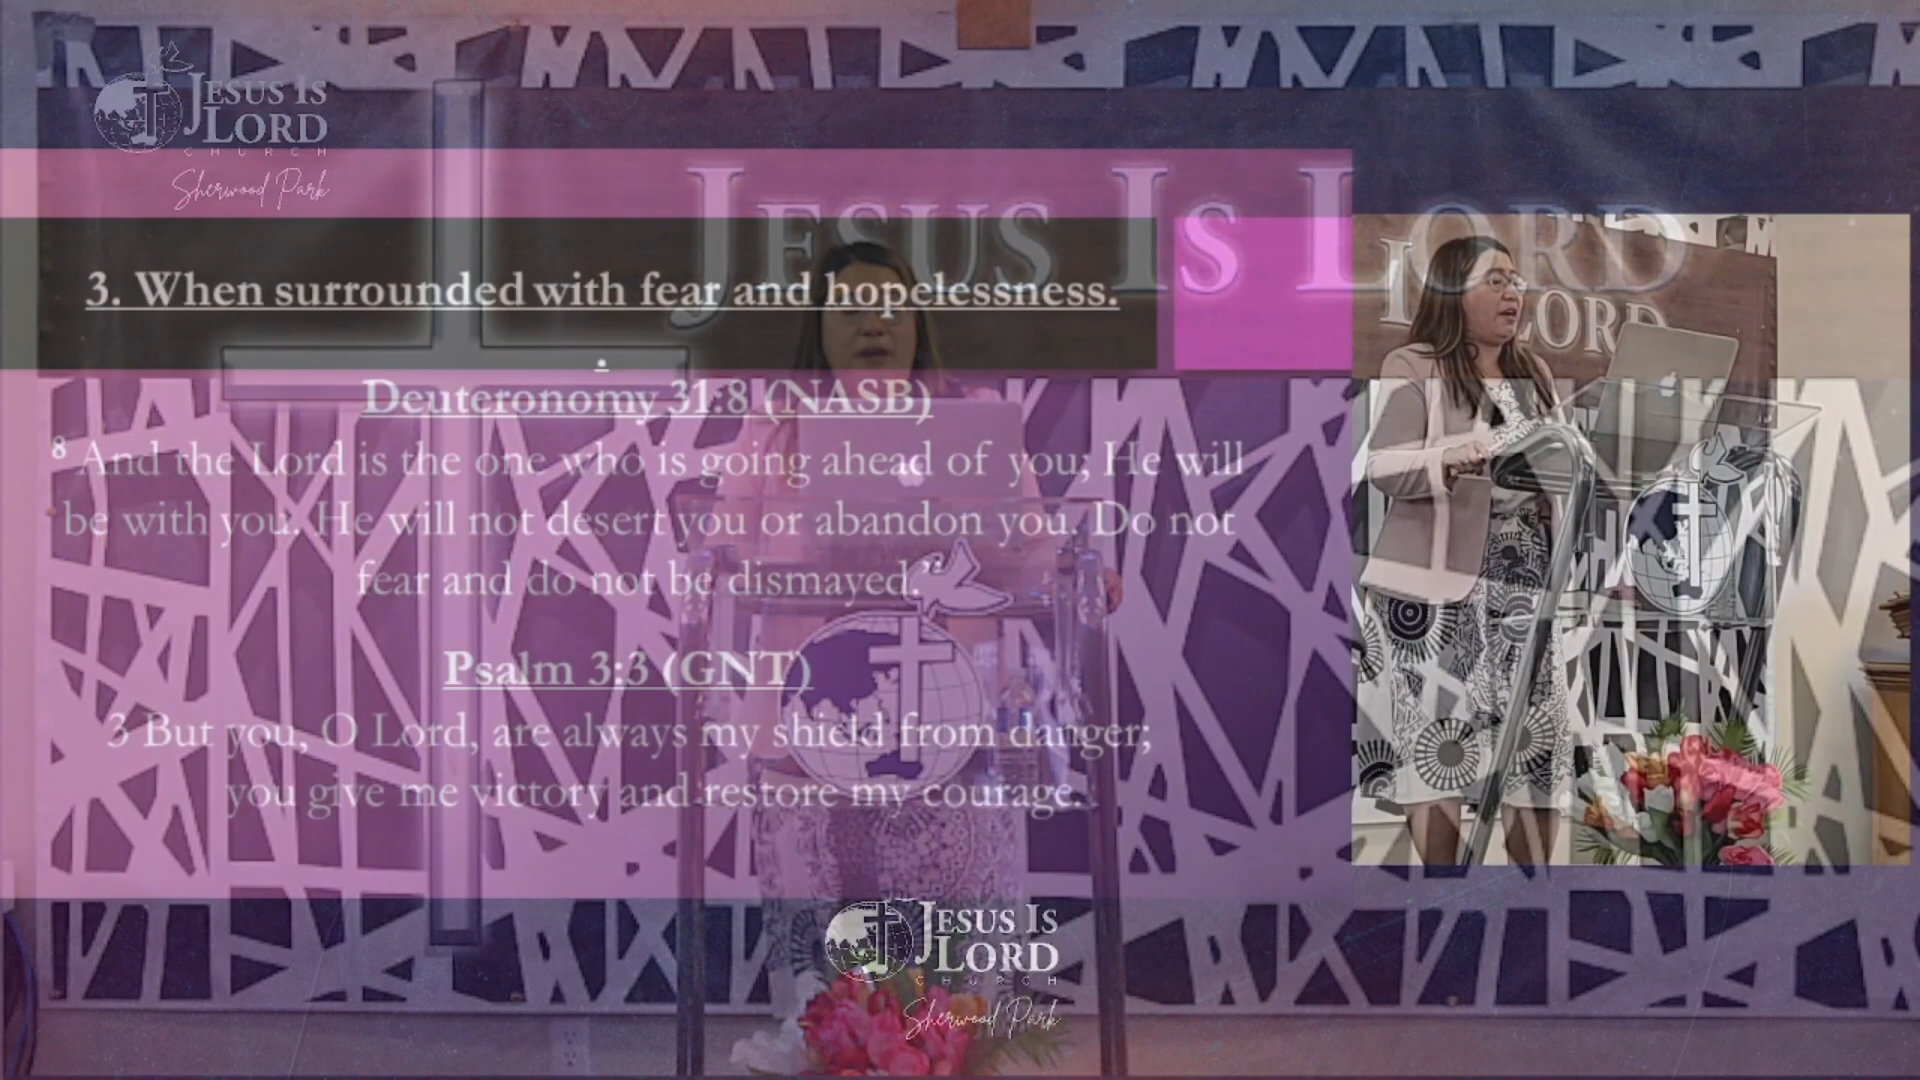 JESUS IS
LORD
CHURCH
Sherwood Park
JESUS IS LORD
3. When surrounded with fear and hopelessness.
IS LORD
Deuteronomy 31:8 (NASB)
8 And the Lord is the one who is going ahead of you; He will
be with you. He will not desert you or abandon you. Do not
fear and do not be dismayed.”
Psalm 3:3 (GNT)
3 But you, O Lord, are always my shield from danger;
you give me victory and restore my courage.
JESUS IS
LORD
CHURCH
Sherwood Park